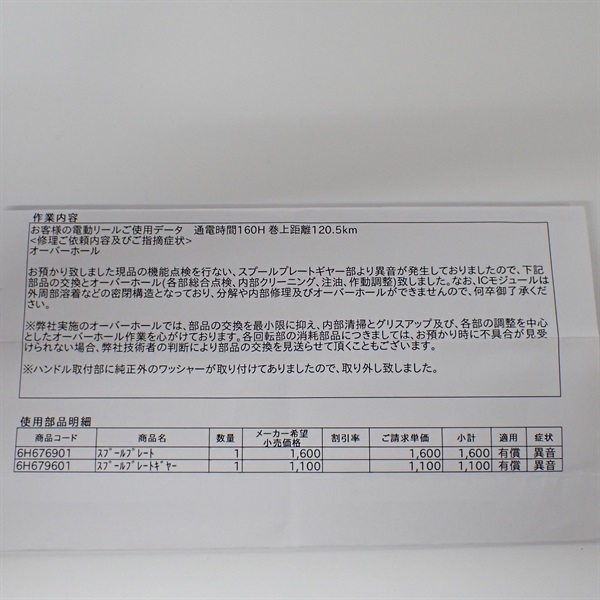 作業内容
お客様の電動リールご使用データ　通電時間160H 巻上距離120.5km
<修理ご依頼内容及びご指摘症状>
オーバーホール
お預かり致しました現品の機能点検を行ない、スプールプレートギヤー部より異音が発生しておりましたので、下記
部品の交換とオーバーホール(各部総合点検、内部クリーニング、注油、作動調整)致しました。なお、ICモジュールは
外周部溶着などの密閉構造となっており、分解や内部修理及びオーバーホールができませんので、何卒御了承くだ
さい。
※弊社実施のオーバーホールでは、部品の交換を最小限に抑え、内部清掃とグリスアップ及び、各部の調整を中心
としたオーバーホール作業を心がけております。各回転部の消耗部品につきましては、お預かり時に不具合が見受
けられない場合、弊社技術者の判断により部品の交換を見送らせて頂くこともございます。
※ハンドル取付部に純正外のワッシャーが取り付けてありましたので、取り外し致しました。
使用部品明細
商品コード 商品名 数量 メーカー希望小売価格 割引率 ご請求単価 小計 適用 症状
6H676901 ｽﾌﾟｰﾙﾌﾟﾚｰﾄ 1 1,600 1,600 1,600 有償 異音
6H679601 ｽﾌﾟｰﾙﾌﾟﾚｰﾄｷﾞﾔｰ 1 1,100 1,100 1,100 有償 異音